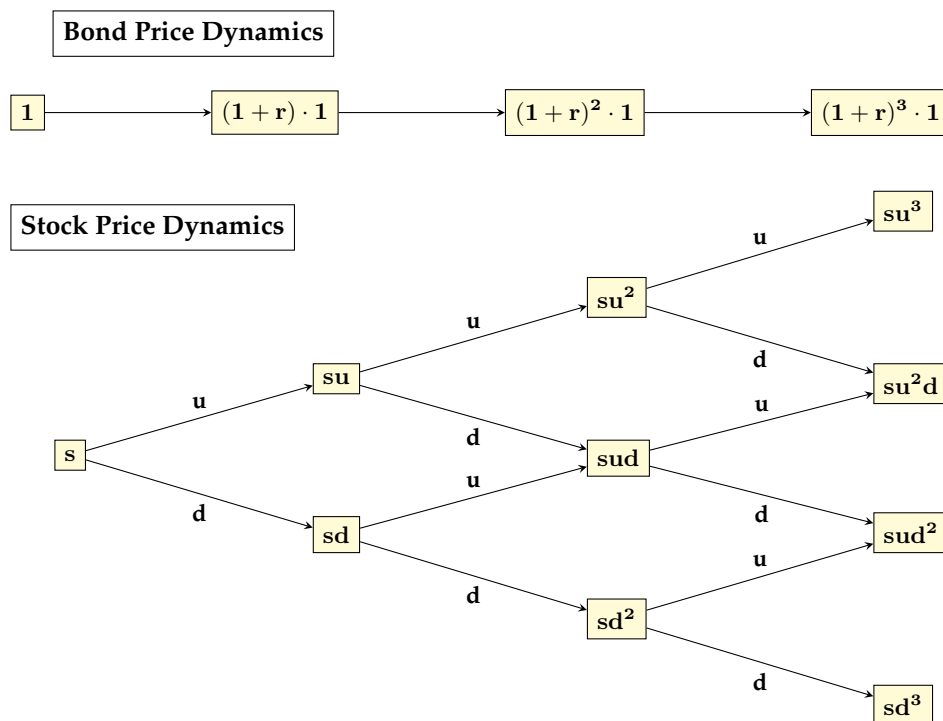 Bond Price Dynamics
1 (1 + r) · 1 (1 + r)² · 1 (1 + r)³ · 1
Stock Price Dynamics
su³
u
su²
u d
su su²d
u d u
s sud
d u d
sd sud²
d u
sd²
d
sd³